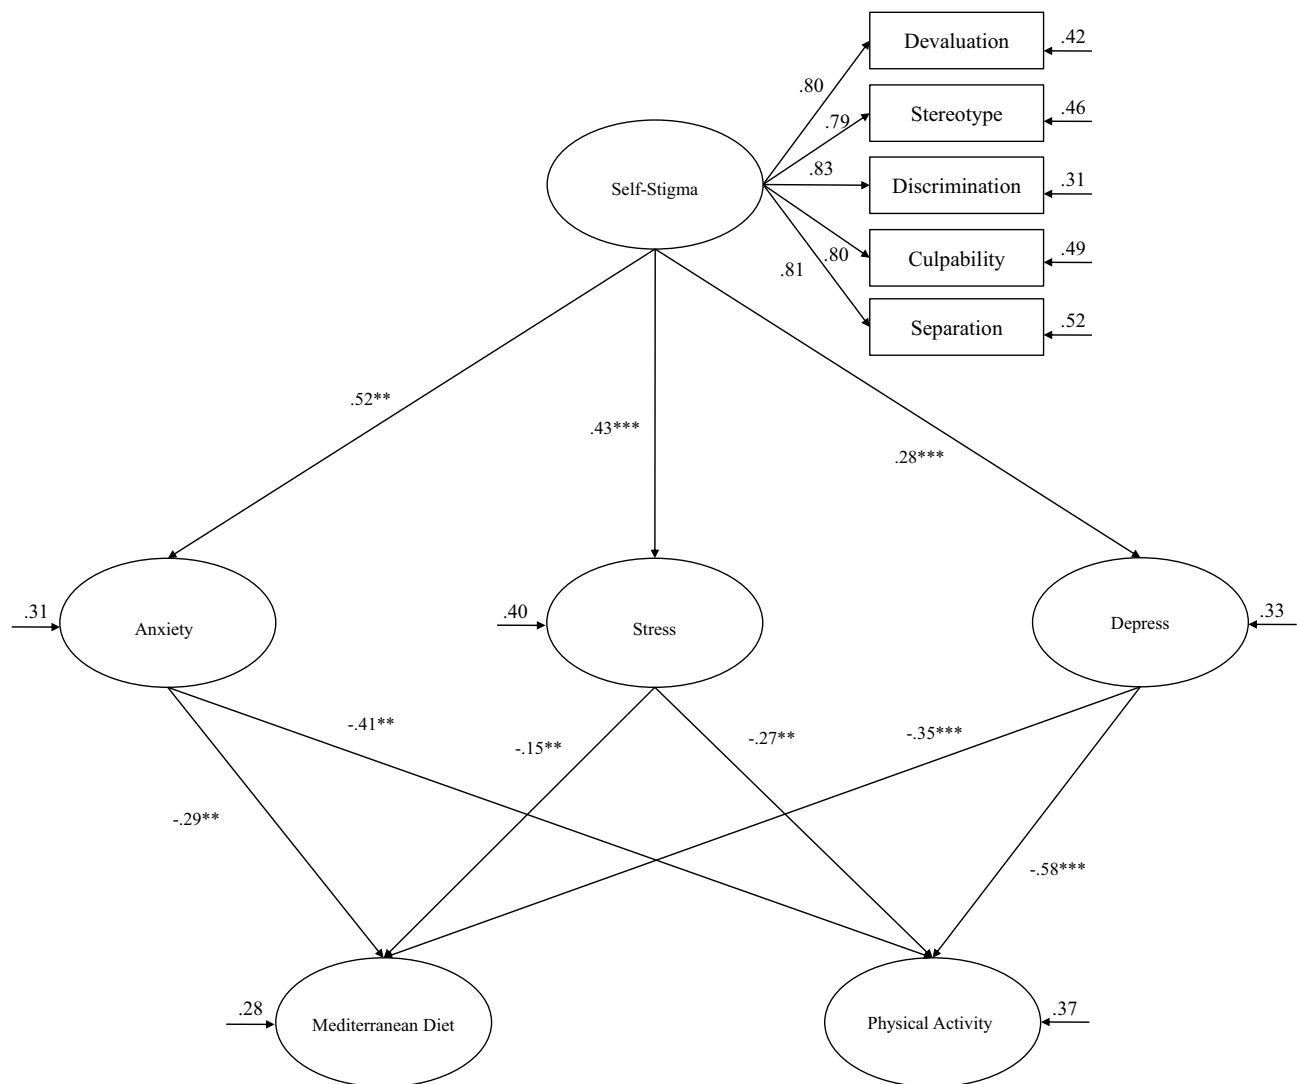 Devaluation
.42
.80
Stereotype
.46
.79
Self-Stigma
.83
Discrimination
.31
.80
Culpability
.49
.81
Separation
.52
.52**
.43***
.28***
.31
Anxiety
.40
Stress
Depress
.33
-.41**
-.15**
-.27**
-.35***
-.29**
-.58***
.28
Mediterranean Diet
Physical Activity
.37